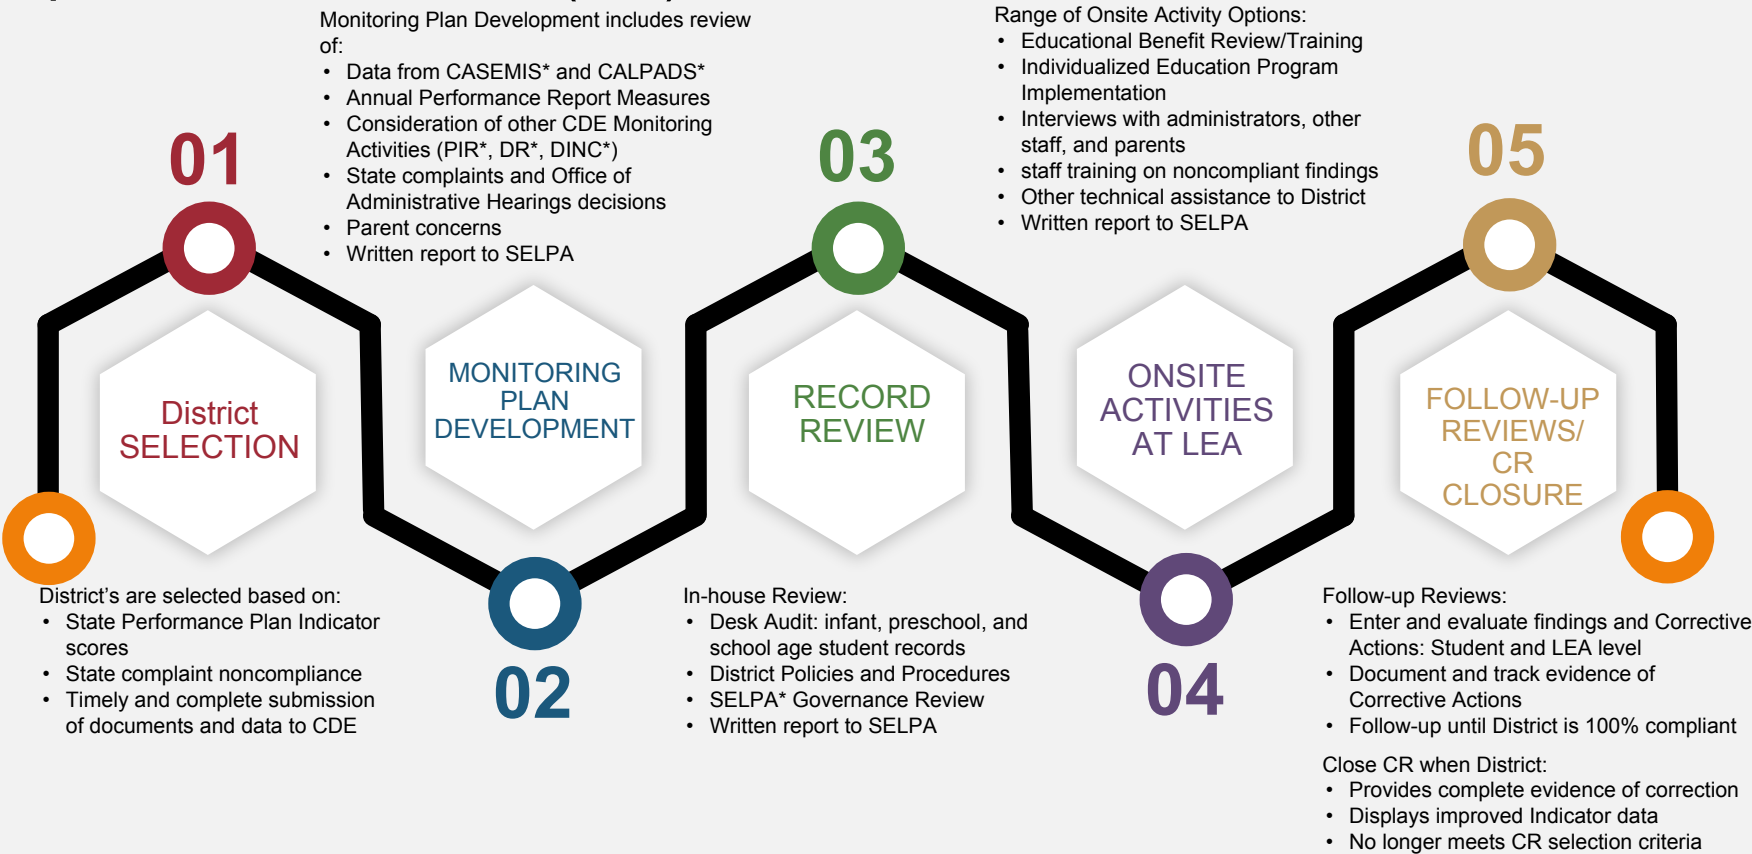 01
District
SELECTION
District's are selected based on:
• State Performance Plan Indicator
scores
• State complaint noncompliance
• Timely and complete submission
of documents and data to CDE
Monitoring Plan Development includes review
of:
• Data from CASEMIS* and CALPADS*
• Annual Performance Report Measures
• Consideration of other CDE Monitoring
Activities (PIR*, DR*, DINC*)
• State complaints and Office of
Administrative Hearings decisions
• Parent concerns
• Written report to SELPA
MONITORING
PLAN
DEVELOPMENT
02
03
RECORD
REVIEW
In-house Review:
• Desk Audit: infant, preschool, and
school age student records
• District Policies and Procedures
• SELPA* Governance Review
• Written report to SELPA
Range of Onsite Activity Options:
• Educational Benefit Review/Training
• Individualized Education Program
Implementation
• Interviews with administrators, other
staff, and parents
• staff training on noncompliant findings
• Other technical assistance to District
• Written report to SELPA
ONSITE
ACTIVITIES
AT LEA
04
05
FOLLOW-UP
REVIEWS/
CR
CLOSURE
Follow-up Reviews:
• Enter and evaluate findings and Corrective
Actions: Student and LEA level
• Document and track evidence of
Corrective Actions
• Follow-up until District is 100% compliant
Close CR when District:
• Provides complete evidence of correction
• Displays improved Indicator data
• No longer meets CR selection criteria